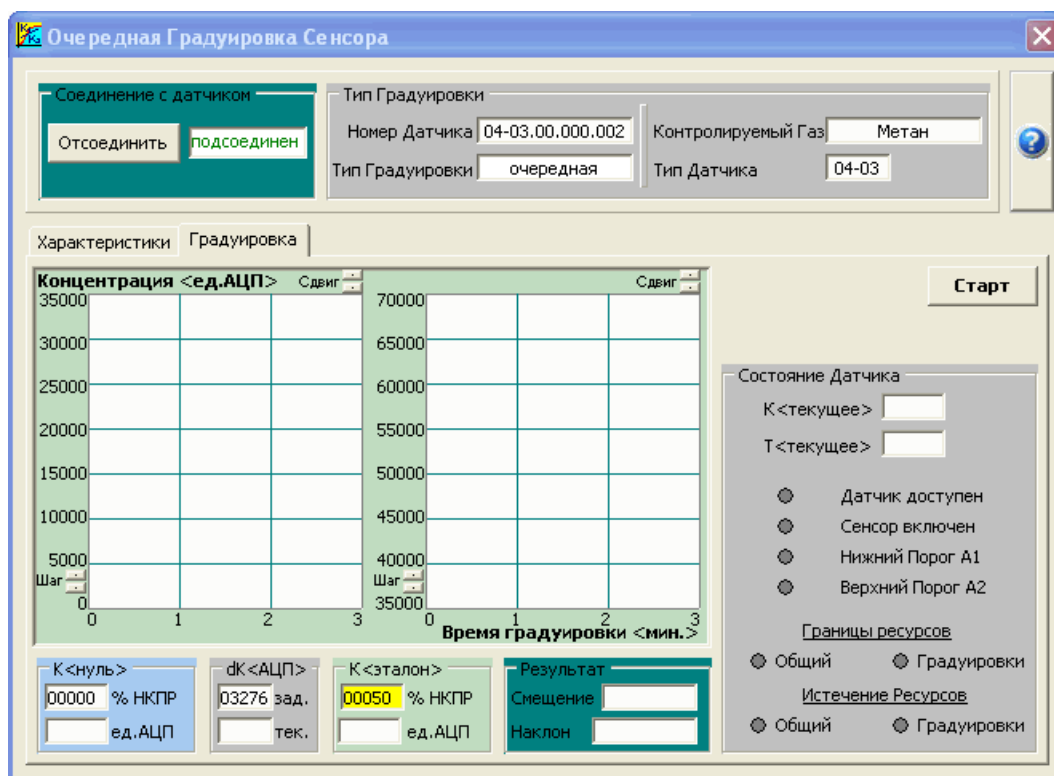 Очередная Градуировка Сенсора
Соединение с датчиком
Отсоединить подсоединен
Тип Градуировки
Номер Датчика 04-03.00.000.002 Контролируемый Газ Метан
Тип Градуировки очередная Тип Датчика 04-03
Характеристики Градуировка
Концентрация <ед.АЦП> Сдвиг Сдвиг
Старт
35000 70000
30000 65000
25000 60000
20000 55000
15000 50000
10000 45000
5000 40000
Шаг Шаг
0 35000
0 1 2 3 0 1 2 3
Время градуировки <мин.>
Состояние Датчика
К<текущее>
Т<текущее>
Датчик доступен
Сенсор включен
Нижний Порог А1
Верхний Порог А2
Границы ресурсов
Общий Градуировки
Истечение Ресурсов
Общий Градуировки
К<нуль>
00000 % НКПР
ед.АЦП
dК<АЦП>
03276 зад.
тек.
К<эталон>
00050 % НКПР
ед.АЦП
Результат
Смещение
Наклон